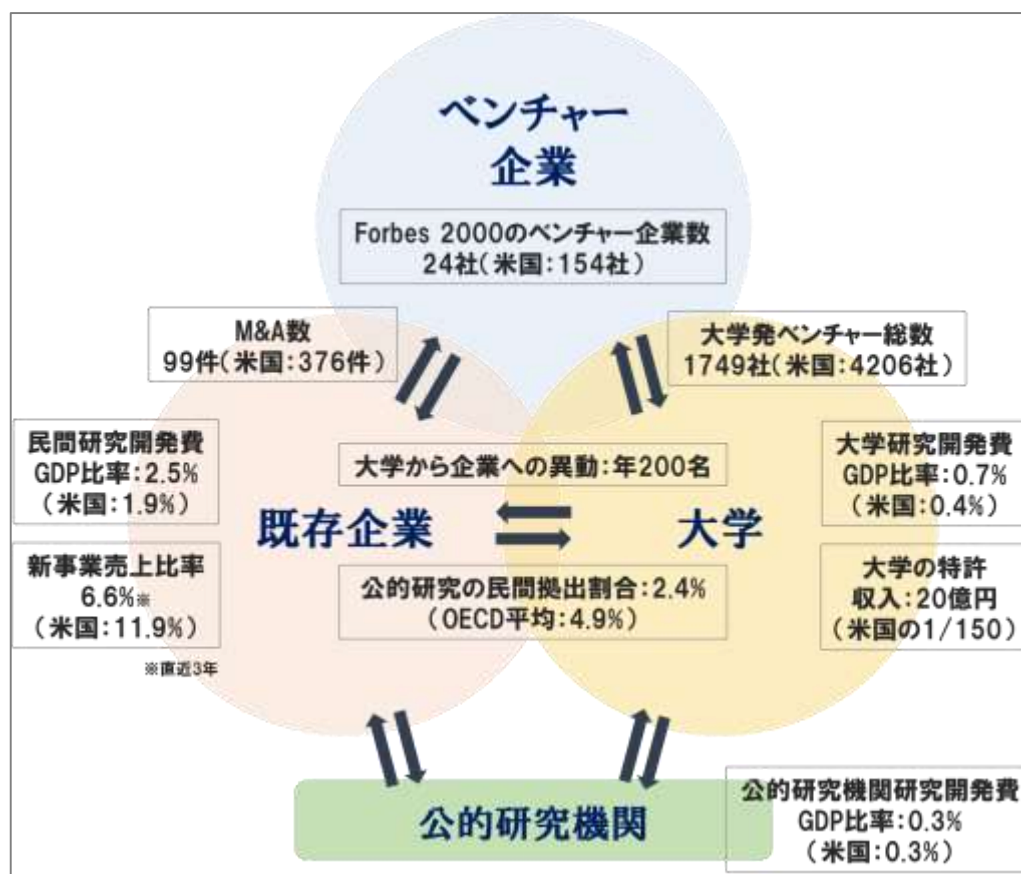 ベンチャー
企業
Forbes 2000のベンチャー企業数
24社(米国:154社)
M&A数
99件(米国:376件)
大学発ベンチャー総数
1749社(米国:4206社)
民間研究開発費
GDP比率:2.5%
(米国:1.9%)
大学から企業への異動:年200名
大学研究開発費
GDP比率:0.7%
(米国:0.4%)
既存企業
大学
新事業売上比率
6.6%※
(米国:11.9%)
※直近3年
公的研究の民間拠出割合:2.4%
(OECD平均:4.9%)
大学の特許
収入:20億円
(米国の1/150)
公的研究機関
公的研究機関研究開発費
GDP比率:0.3%
(米国:0.3%)